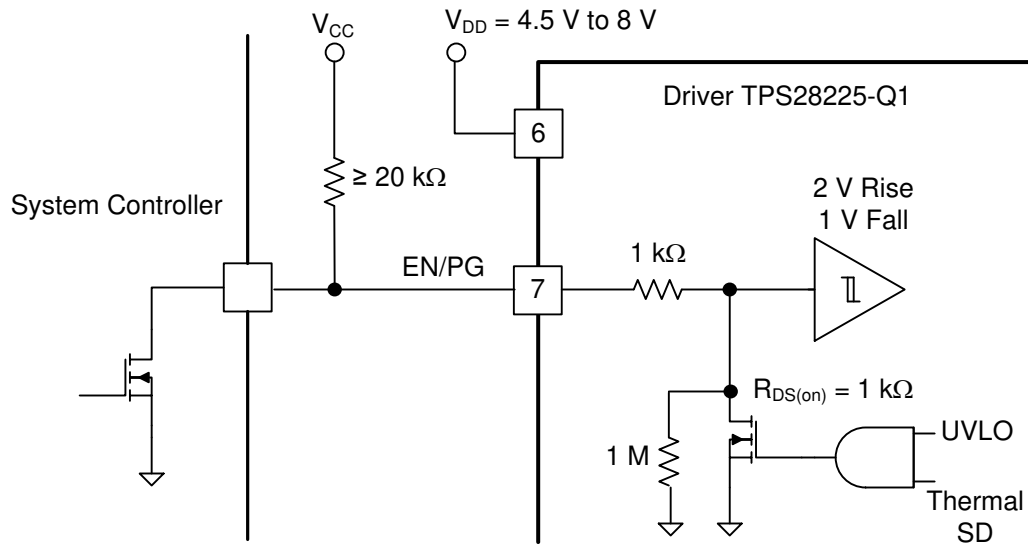 V_CC
V_DD = 4.5 V to 8 V
Driver TPS28225-Q1
6
≥ 20 kΩ
System Controller
2 V Rise
1 V Fall
EN/PG
7
1 kΩ
R_DS(on) = 1 kΩ
1 M
UVLO
Thermal
SD